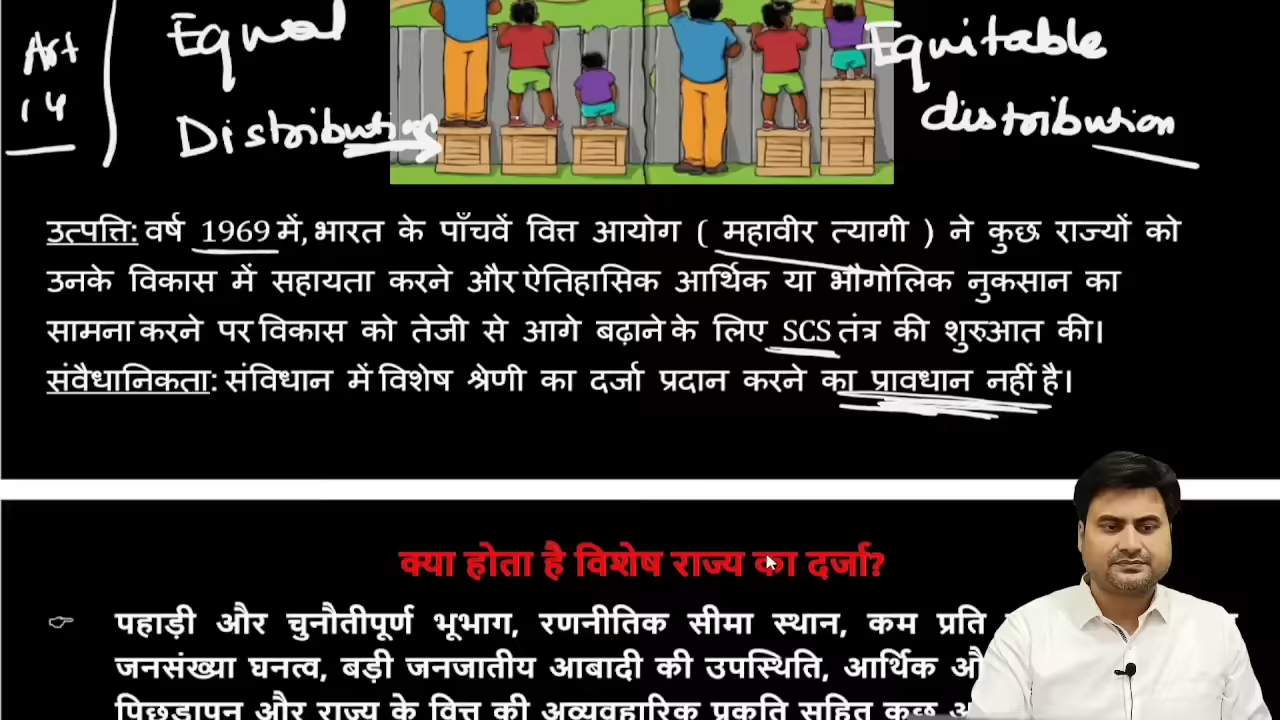 Art
14
Equal
Distribution
Equitable
distribution
उत्पत्ति: वर्ष 1969 में, भारत के पाँचवें वित्त आयोग ( महावीर त्यागी ) ने कुछ राज्यों को
उनके विकास में सहायता करने और ऐतिहासिक आर्थिक या भौगोलिक नुकसान का
सामना करने पर विकास को तेजी से आगे बढ़ाने के लिए SCS तंत्र की शुरुआत की।
संवैधानिकता: संविधान में विशेष श्रेणी का दर्जा प्रदान करने का प्रावधान नहीं है।
क्या होता है विशेष राज्य का दर्जा?
पहाड़ी और चुनौतीपूर्ण भूभाग, रणनीतिक सीमा स्थान, कम प्रति
जनसंख्या घनत्व, बड़ी जनजातीय आबादी की उपस्थिति, आर्थिक
पिछड़ापन और राज्य के वित्त की अव्यवहारिक प्रकृति सहित कुछ